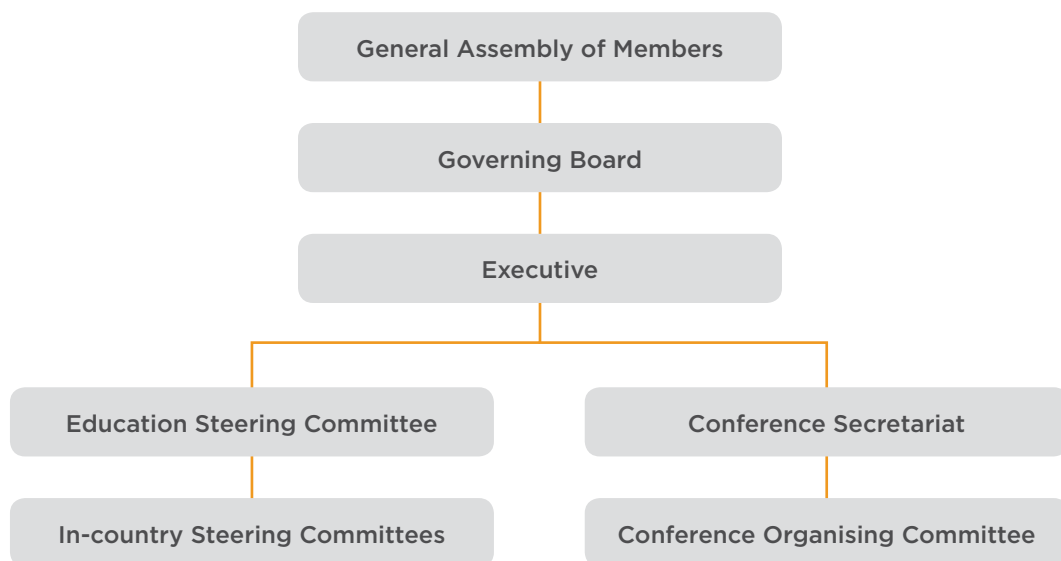 General Assembly of Members
Governing Board
Executive
Education Steering Committee
Conference Secretariat
In-country Steering Committees
Conference Organising Committee